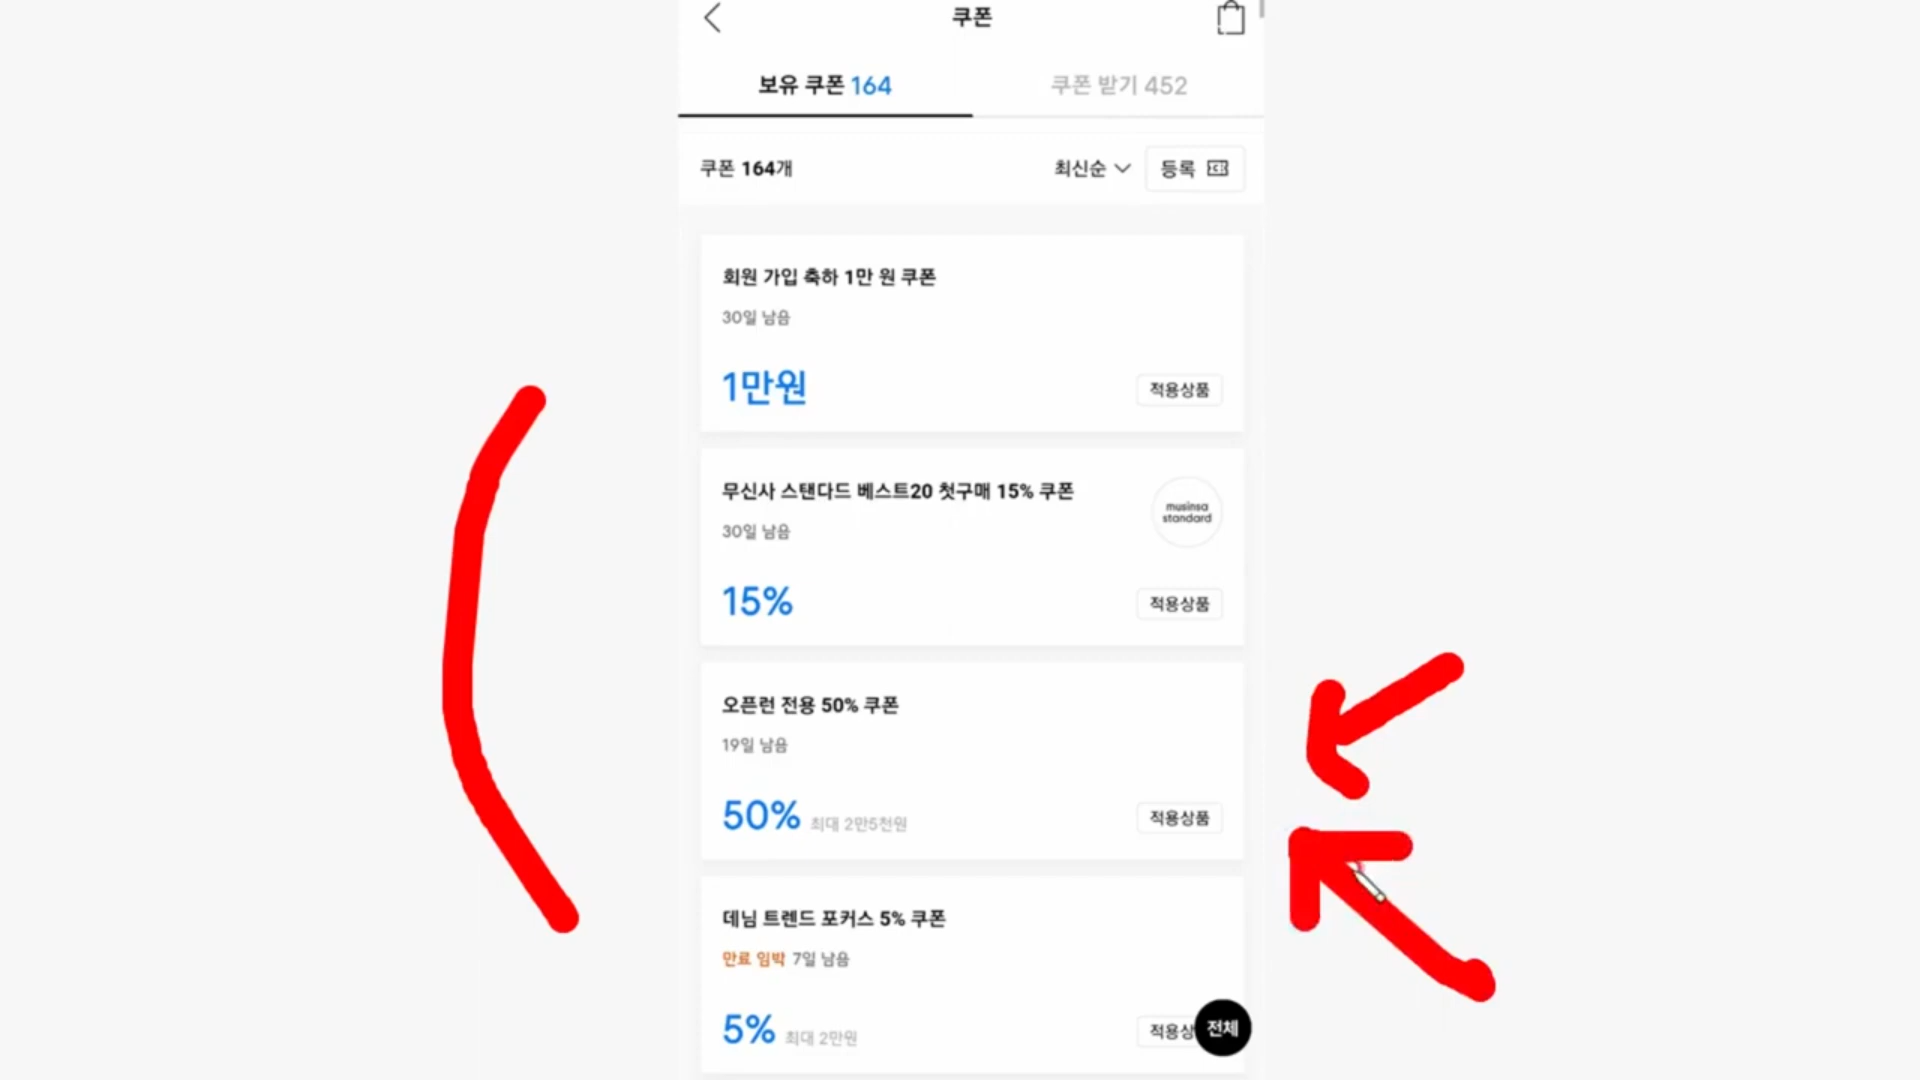 쿠폰
보유 쿠폰 164
쿠폰 받기 452
쿠폰 164개
최신순
등록
회원 가입 축하 1만 원 쿠폰
30일 남음
1만원
적용상품
무신사 스탠다드 베스트20 첫구매 15% 쿠폰
musinsa
standard
30일 남음
15%
적용상품
오픈런 전용 50% 쿠폰
19일 남음
50% 최대 2만5천원
적용상품
데님 트렌드 포커스 5% 쿠폰
만료 임박 7일 남음
5% 최대 2만원
적용상
전체